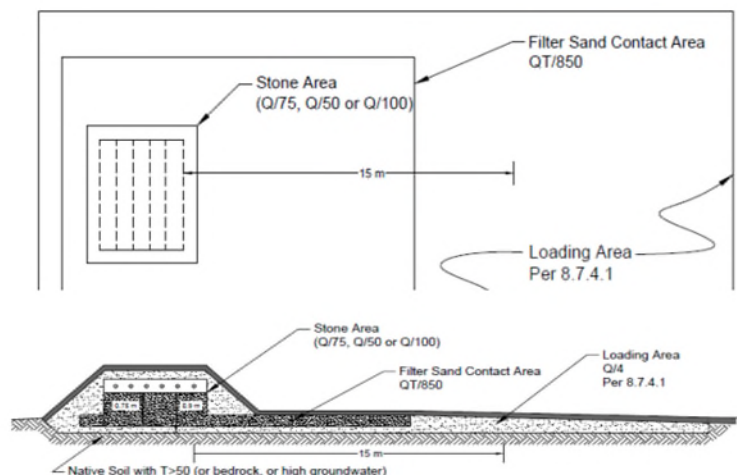 Filter Sand Contact Area
QT/850
Stone Area
(Q/75, Q/50 or Q/100)
15 m
Loading Area
Per 8.7.4.1
Stone Area
(Q/75, Q/50 or Q/100)
Loading Area
Q/4
Per 8.7.4.1
Filter Sand Contact Area
QT/850
0.75 m
15 m
Native Soil with T>50 (or bedrock, or high groundwater)